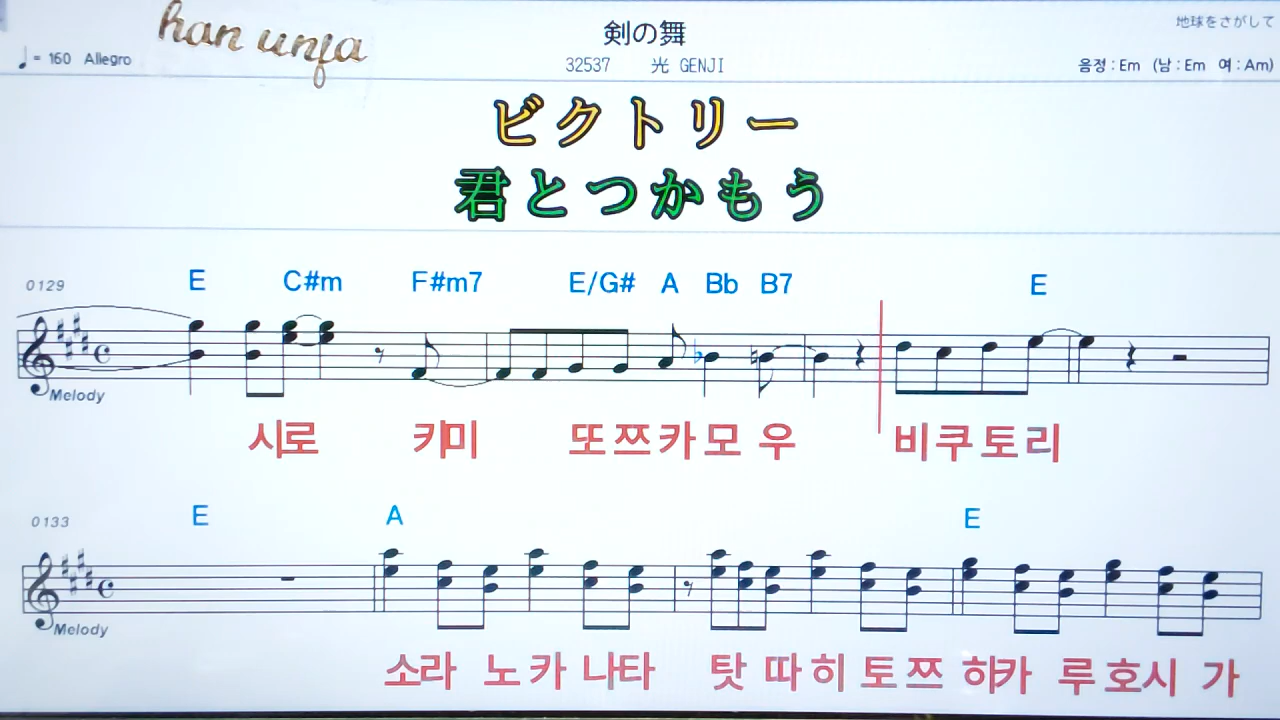 han unja
剣の舞
地球をさがして
♩= 160 Allegro
32537 光 GENJI
음정 : Em (남 : Em 여 : Am)
ビクトリー
君とつかもう
0129 E C#m F#m7 E/G# A Bb B7 E
Melody
시로 키미 또쯔카모우 비쿠토리
0133 E A E
Melody
소라 노카나타 탓따히토쯔 히카루호시가